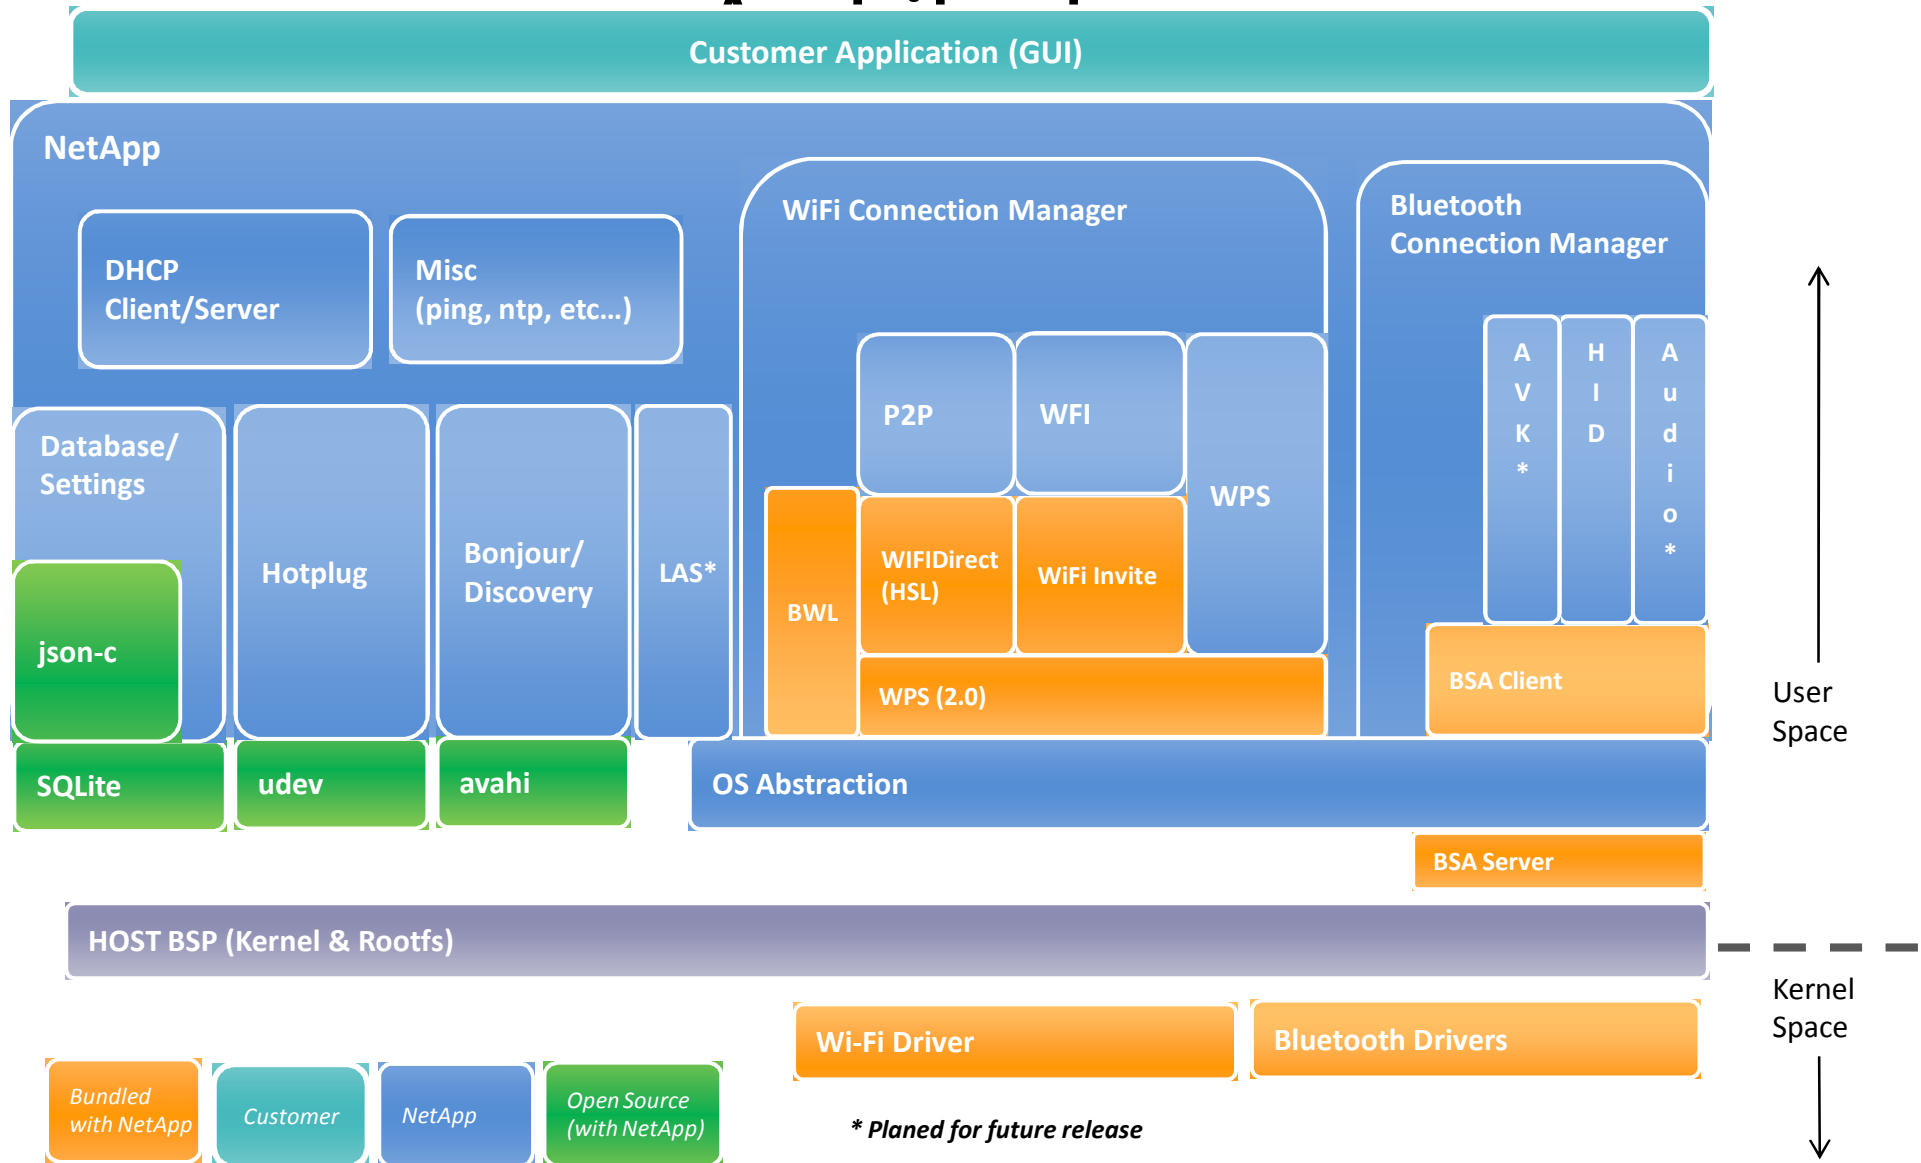 Customer Application (GUI)
NetApp
WiFi Connection Manager
Bluetooth
Connection Manager
DHCP
Client/Server
Misc
(ping, ntp, etc...)
AVK*
HID
Audio*
P2P
WFI
WPS
Database/
Settings
Hotplug
Bonjour/
Discovery
LAS*
BWL
WIFIDirect
(HSL)
WiFi Invite
json-c
WPS (2.0)
BSA Client
User
Space
SQLite
udev
avahi
OS Abstraction
BSA Server
HOST BSP (Kernel & Rootfs)
Kernel
Space
Wi-Fi Driver
Bluetooth Drivers
Bundled
with NetApp
Customer
NetApp
Open Source
(with NetApp)
* Planed for future release